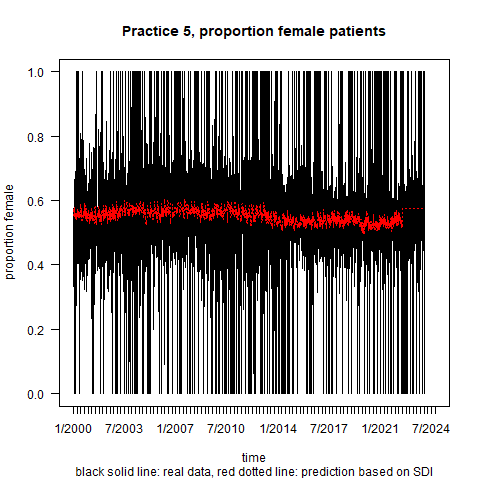 Practice 5, proportion female patients
1.0
0.8
0.6
0.4
0.2
0.0
proportion female
1/2000 7/2003 1/2007 7/2010 1/2014 7/2017 1/2021 7/2024
time
black solid line: real data, red dotted line: prediction based on SDI